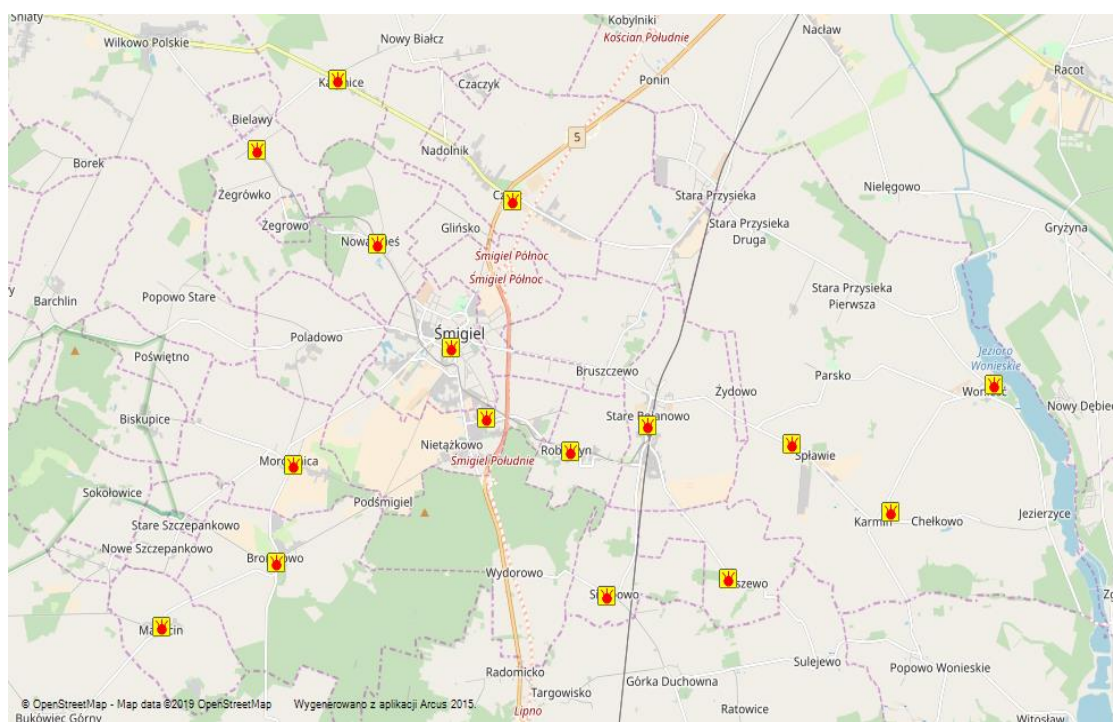 Śniaty
Kobylniki
Kościan Południe
Nowy Białcz
Nacław
Wilkowo Polskie
Racot
Czaczyk
Ponin
5
Bielawy
Borek
Nadolnik
Nielęgowo
Żegrówko
Stara Przysieka
Żegrowo
Glińsko
Stara Przysieka
Druga
Gryżyna
Śmigiel Północ
Śmigiel Północ
Barchlin
Popowo Stare
Stara Przysieka
Pierwsza
Śmigiel
Poladowo
Jezioro
Wonieskie
Poświętno
Bruszczewo
Parsko
Żydowo
Nowy Dębiec
Biskupice
Nietążkowo
Śmigiel Południe
Spławie
Sokołowice
Podśmigiel
Karmin
Chełkowo
Jezierzyce
Stare Szczepankowo
Nowe Szczepankowo
Wydorowo
Radomicko
Sulejewo
Popowo Wonieskie
Targowisko
Górka Duchowna
Lipno
Ratowice
Witosław
Bukówiec Górny
© OpenStreetMap - Map data ©2019 OpenStreetMap
Wygenerowano z aplikacji Arcus 2015.